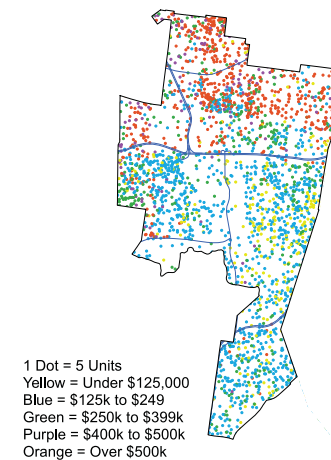 1 Dot = 5 Units
Yellow = Under $125,000
Blue = $125k to $249
Green = $250k to $399k
Purple = $400k to $500k
Orange = Over $500k